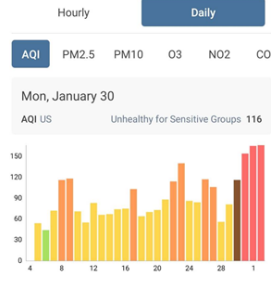 Hourly Daily
AQI PM2.5 PM10 O3 NO2 CO
Mon, January 30
AQI US Unhealthy for Sensitive Groups 116
150
120
90
60
30
0
4 8 12 16 20 24 28 1